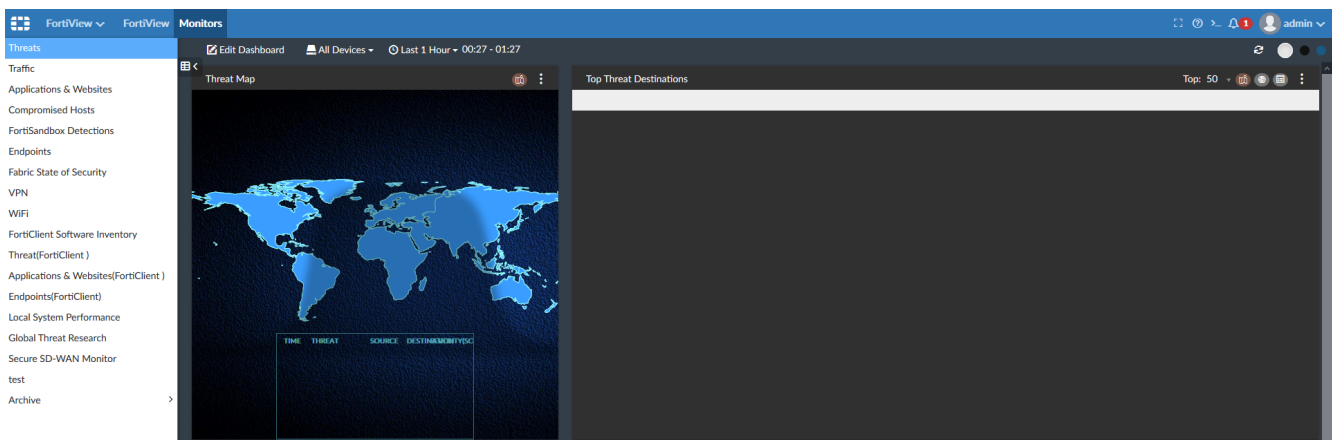 FortiView FortiView Monitors 1 admin
Threats
Edit Dashboard All Devices Last 1 Hour 00:27 - 01:27
Traffic
Applications & Websites
Compromised Hosts
FortiSandbox Detections
Endpoints
Fabric State of Security
VPN
WiFi
FortiClient Software Inventory
Threat(FortiClient )
Applications & Websites(FortiClient )
Endpoints(FortiClient)
Local System Performance
Global Threat Research
Secure SD-WAN Monitor
test
Archive
Threat Map
TIME THREAT SOURCE
Top Threat Destinations Top: 50